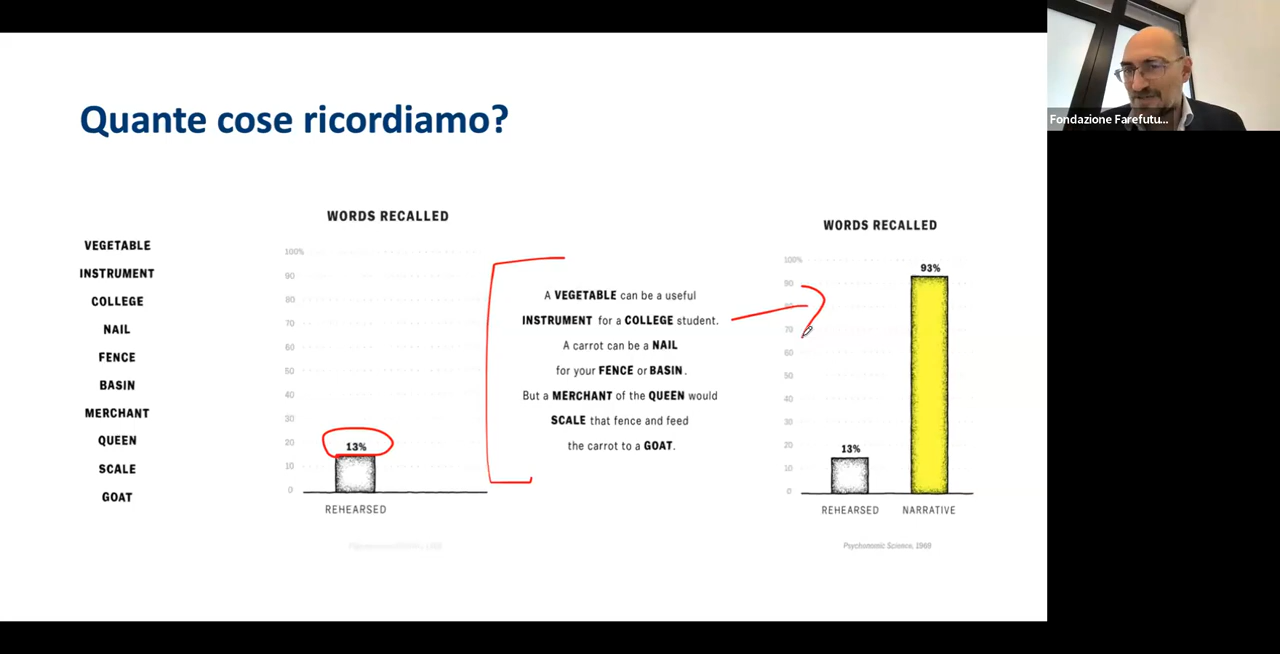 Quante cose ricordiamo?
VEGETABLE
INSTRUMENT
COLLEGE
NAIL
FENCE
BASIN
MERCHANT
QUEEN
SCALE
GOAT
WORDS RECALLED
100%
90
80
70
60
50
40
30
20
10
0
13%
REHEARSED
A VEGETABLE can be a useful
INSTRUMENT for a COLLEGE student.
A carrot can be a NAIL
for your FENCE or BASIN.
But a MERCHANT of the QUEEN would
SCALE that fence and feed
the carrot to a GOAT.
WORDS RECALLED
100%
90
80
70
60
50
40
30
20
10
0
13%
93%
REHEARSED NARRATIVE
Psychonomic Science, 1969
Fondazione Farefutu...